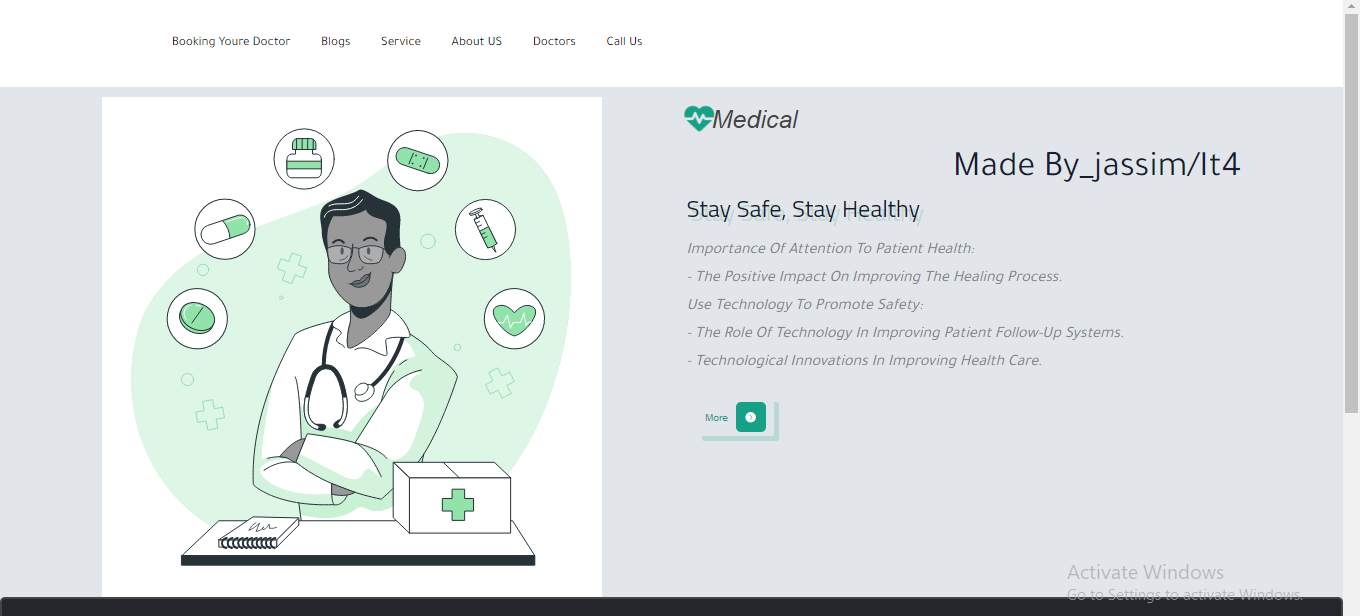 Booking Youre Doctor Blogs Service About US Doctors Call Us
Medical
Made By_jassim/It4
Stay Safe, Stay Healthy
Importance Of Attention To Patient Health:
- The Positive Impact On Improving The Healing Process.
Use Technology To Promote Safety:
- The Role Of Technology In Improving Patient Follow-Up Systems.
- Technological Innovations In Improving Health Care.
More
Activate Windows
Go to Settings to activate Windows.